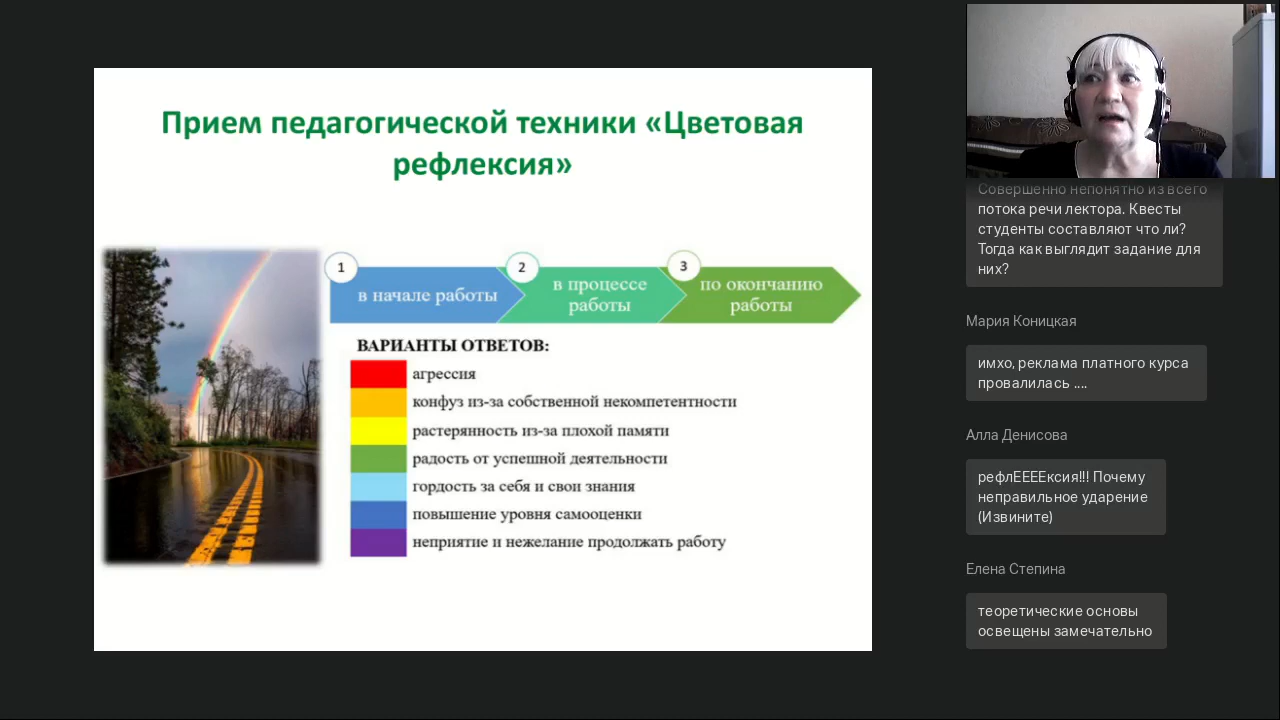 Прием педагогической техники «Цветовая
рефлексия»
1
в начале работы
2
в процессе
работы
3
по окончанию
работы
ВАРИАНТЫ ОТВЕТОВ:
агрессия
конфуз из-за собственной некомпетентности
растерянность из-за плохой памяти
радость от успешной деятельности
гордость за себя и свои знания
повышение уровня самооценки
неприятие и нежелание продолжать работу
Совершенно непонятно из всего
потока речи лектора. Квесты
студенты составляют что ли?
Тогда как выглядит задание для
них?
Мария Коницкая
имхо, реклама платного курса
провалилась ....
Алла Денисова
рефлЕЕЕЕксия!!! Почему
неправильное ударение
(Извините)
Елена Степина
теоретические основы
освещены замечательно